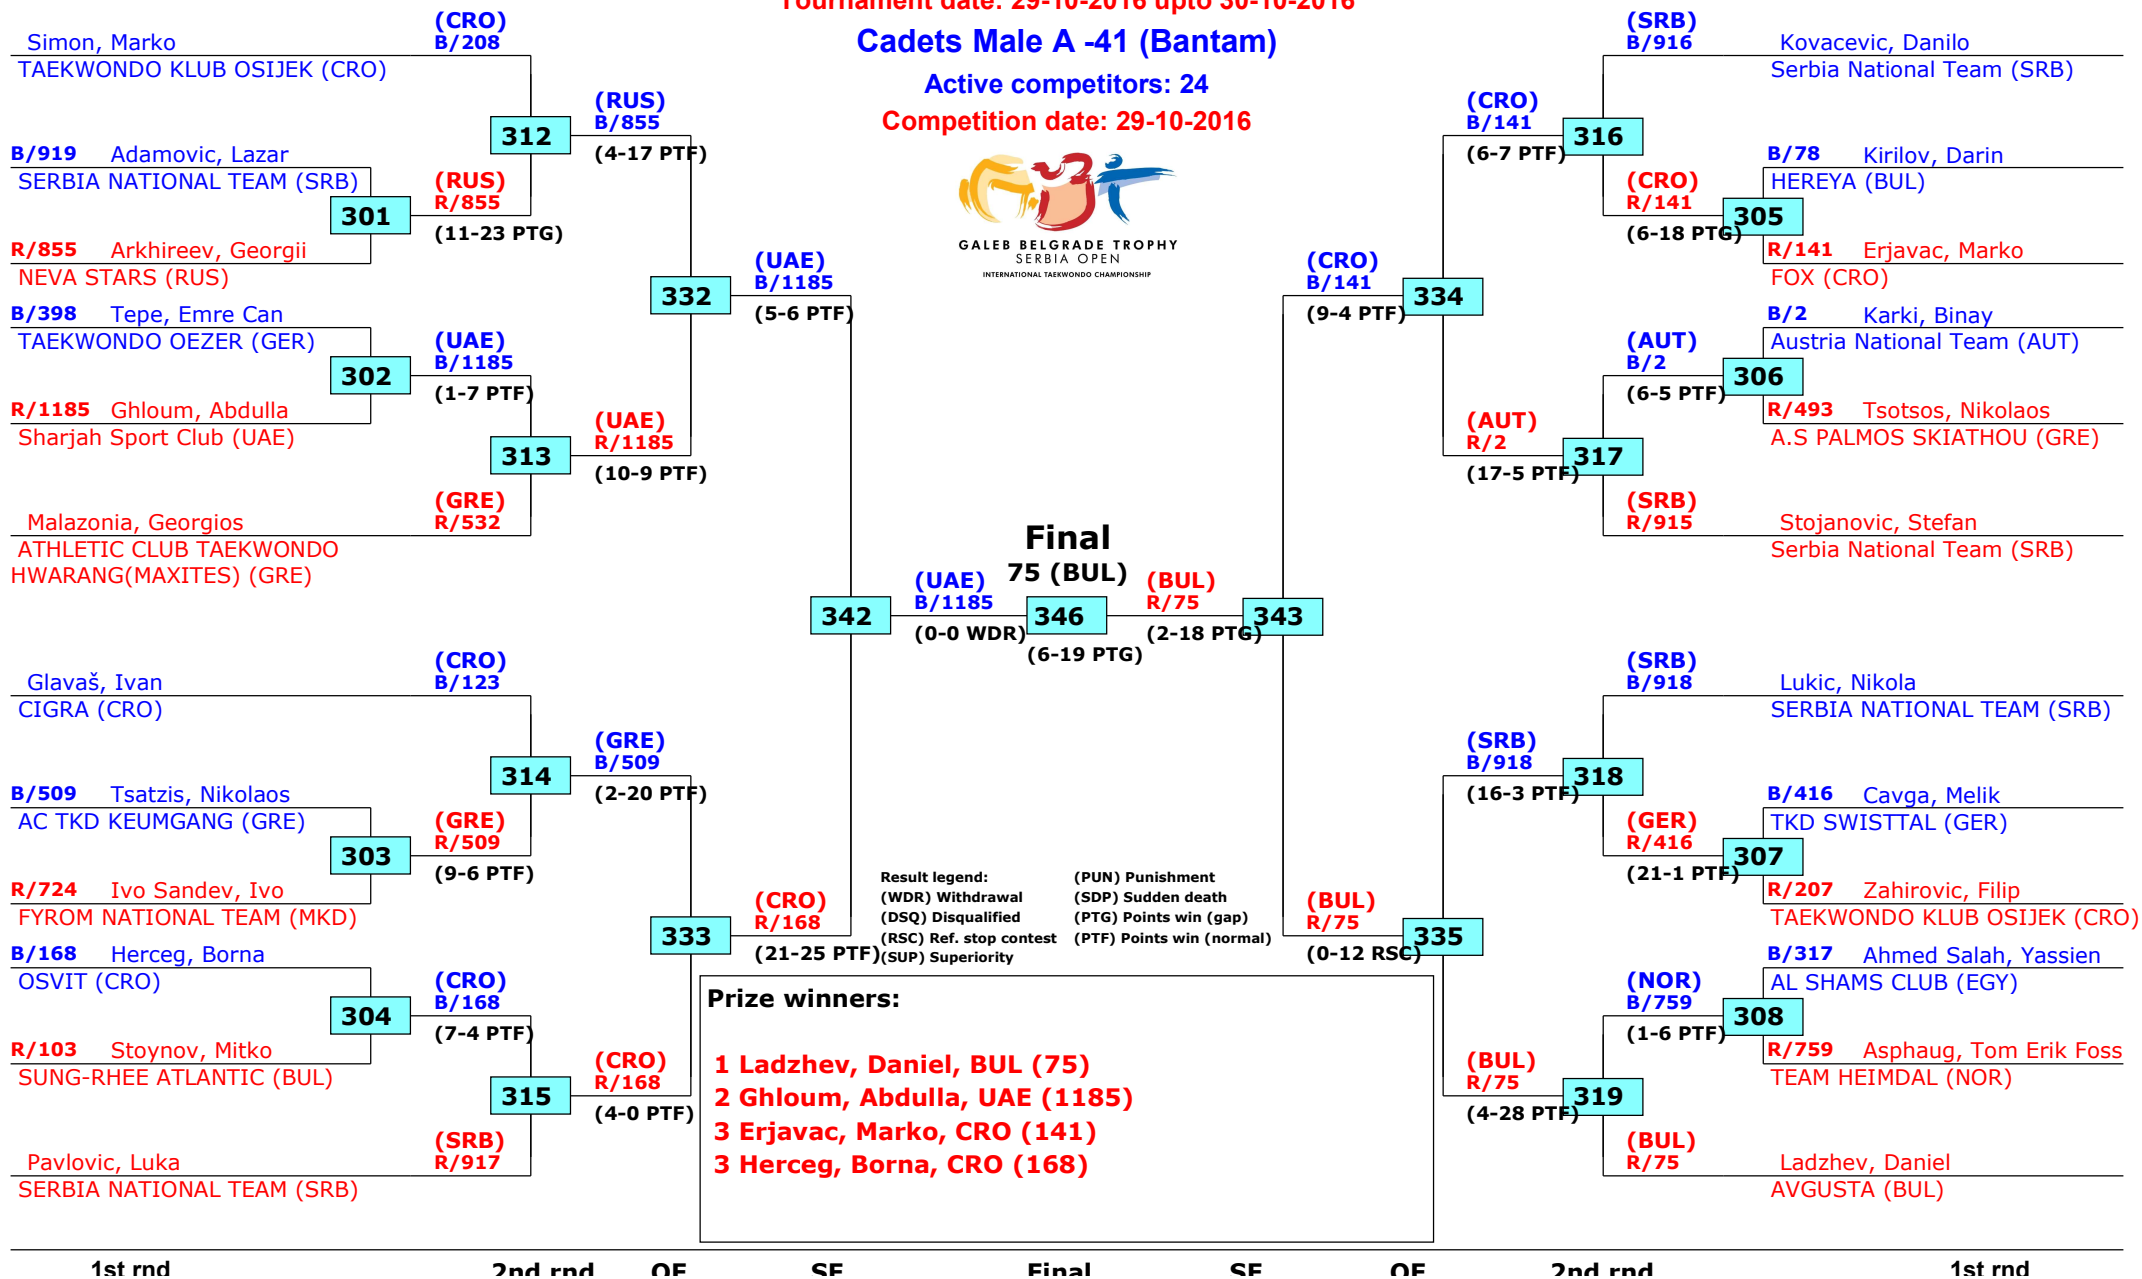 Tournament date: 29-10-2016 upto 30-10-2016
Cadets Male A -41 (Bantam)
Active competitors: 24
Competition date: 29-10-2016
GALEB BELGRADE TROPHY
SERBIA OPEN
INTERNATIONAL TAEKWONDO CHAMPIONSHIP
Simon, Marko
TAEKWONDO KLUB OSIJEK (CRO)
(CRO)
B/208
B/919 Adamovic, Lazar
SERBIA NATIONAL TEAM (SRB)
301
R/855 Arkhireev, Georgii
NEVA STARS (RUS)
(RUS)
R/855
(11-23 PTG)
312
(RUS)
B/855
(4-17 PTF)
B/398 Tepe, Emre Can
TAEKWONDO OEZER (GER)
302
R/1185 Ghloum, Abdulla
Sharjah Sport Club (UAE)
(UAE)
B/1185
(1-7 PTF)
313
(UAE)
R/1185
(10-9 PTF)
Malazonia, Georgios
ATHLETIC CLUB TAEKWONDO
HWARANG(MAXITES) (GRE)
(GRE)
R/532
332
(UAE)
B/1185
(5-6 PTF)
Glavaš, Ivan
CIGRA (CRO)
(CRO)
B/123
B/509 Tsatzis, Nikolaos
AC TKD KEUMGANG (GRE)
303
R/724 Ivo Sandev, Ivo
FYROM NATIONAL TEAM (MKD)
(GRE)
R/509
(9-6 PTF)
314
(GRE)
B/509
(2-20 PTF)
B/168 Herceg, Borna
OSVIT (CRO)
304
R/103 Stoynov, Mitko
SUNG-RHEE ATLANTIC (BUL)
(CRO)
B/168
(7-4 PTF)
315
(CRO)
R/168
(4-0 PTF)
Pavlovic, Luka
SERBIA NATIONAL TEAM (SRB)
(SRB)
R/917
333
(CRO)
R/168
(21-25 PTF)
342
(UAE)
B/1185
(0-0 WDR)
Final
75 (BUL)
346
(6-19 PTG)
(BUL)
R/75
(2-18 PTG)
343
(CRO)
B/141
(9-4 PTF)
334
(CRO)
B/141
(6-7 PTF)
316
(SRB)
B/916
Kovacevic, Danilo
Serbia National Team (SRB)
(CRO)
R/141
(6-18 PTG)
305
B/78 Kirilov, Darin
HEREYA (BUL)
R/141 Erjavac, Marko
FOX (CRO)
(AUT)
R/2
(17-5 PTF)
317
(AUT)
B/2
(6-5 PTF)
306
B/2 Karki, Binay
Austria National Team (AUT)
R/493 Tsotsos, Nikolaos
A.S PALMOS SKIATHOU (GRE)
(SRB)
R/915
Stojanovic, Stefan
Serbia National Team (SRB)
(BUL)
R/75
(0-12 RSC)
335
(SRB)
B/918
(16-3 PTF)
318
(SRB)
B/918
Lukic, Nikola
SERBIA NATIONAL TEAM (SRB)
(GER)
R/416
(21-1 PTF)
307
B/416 Cavga, Melik
TKD SWISTTAL (GER)
R/207 Zahirovic, Filip
TAEKWONDO KLUB OSIJEK (CRO)
(BUL)
R/75
(4-28 PTF)
319
(NOR)
B/759
(1-6 PTF)
308
B/317 Ahmed Salah, Yassien
AL SHAMS CLUB (EGY)
R/759 Asphaug, Tom Erik Foss
TEAM HEIMDAL (NOR)
(BUL)
R/75
Ladzhev, Daniel
AVGUSTA (BUL)
Result legend:
(WDR) Withdrawal
(DSQ) Disqualified
(RSC) Ref. stop contest
(SUP) Superiority
(PUN) Punishment
(SDP) Sudden death
(PTG) Points win (gap)
(PTF) Points win (normal)
Prize winners:
1 Ladzhev, Daniel, BUL (75)
2 Ghloum, Abdulla, UAE (1185)
3 Erjavac, Marko, CRO (141)
3 Herceg, Borna, CRO (168)
1st rnd 2nd rnd QF SF Final SF QF 2nd rnd 1st rnd